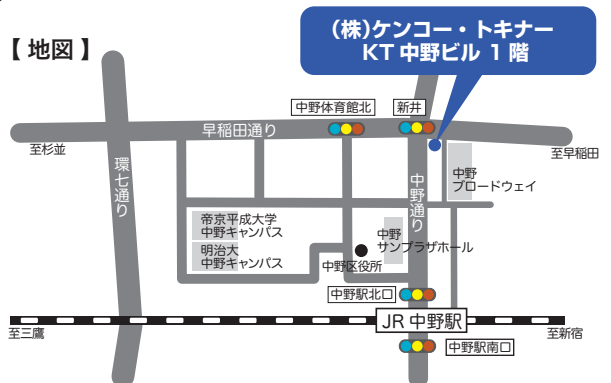 【 地図 】
(株)ケンコー・トキナー
KT 中野ビル 1 階
中野体育館北
新井
早稲田通り
至杉並
至早稲田
環七通り
中野通り
中野
ブロードウェイ
帝京平成大学
中野キャンパス
明治大
中野キャンパス
中野
サンプラザホール
中野区役所
中野駅北口
JR 中野駅
至三鷹
至新宿
中野駅南口